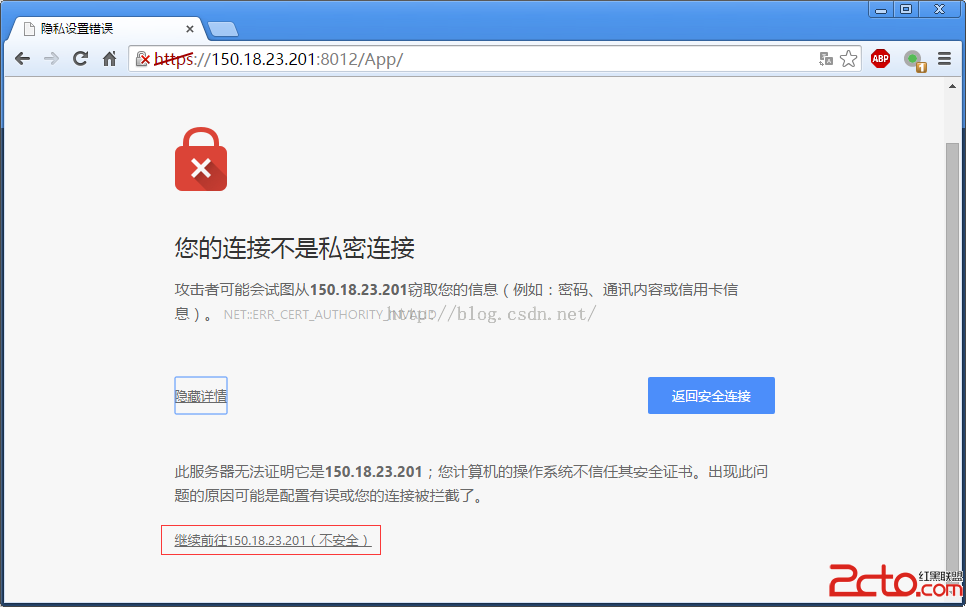 隐私设置错误
https://150.18.23.201:8012/App/
ABP
1
您的连接不是私密连接
攻击者可能会试图从150.18.23.201窃取您的信息（例如：密码、通讯内容或信用卡信
息）。 NET::ERR_CERT_AUTHORITY_INVALID
http://blog.csdn.net/
隐藏详情
返回安全连接
此服务器无法证明它是150.18.23.201；您计算机的操作系统不信任其安全证书。出现此问
题的原因可能是配置有误或您的连接被拦截了。
继续前往150.18.23.201（不安全）
2cto.com
红黑联盟